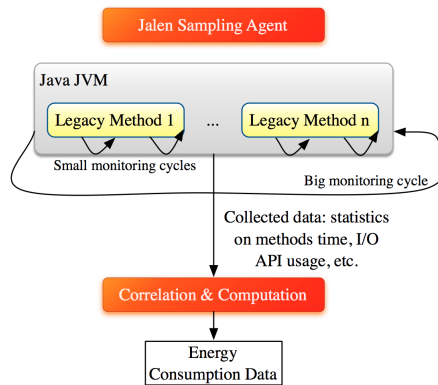 Jalen Sampling Agent
Java JVM
Legacy Method 1
...
Legacy Method n
Small monitoring cycles
Big monitoring cycle
Collected data: statistics
on methods time, I/O
API usage, etc.
Correlation & Computation
Energy
Consumption Data